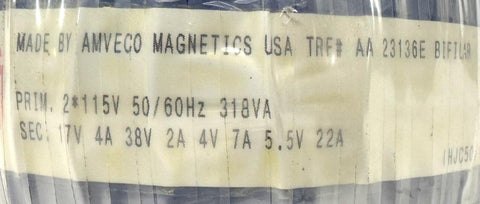 MADE BY AMVECO MAGNETICS USA TRF# AA 23136E BIFILAR
PRIM. 2*115V 50/60Hz 318VA
SEC: 17V 4A 38V 2A 4V 7A 5.5V 22A